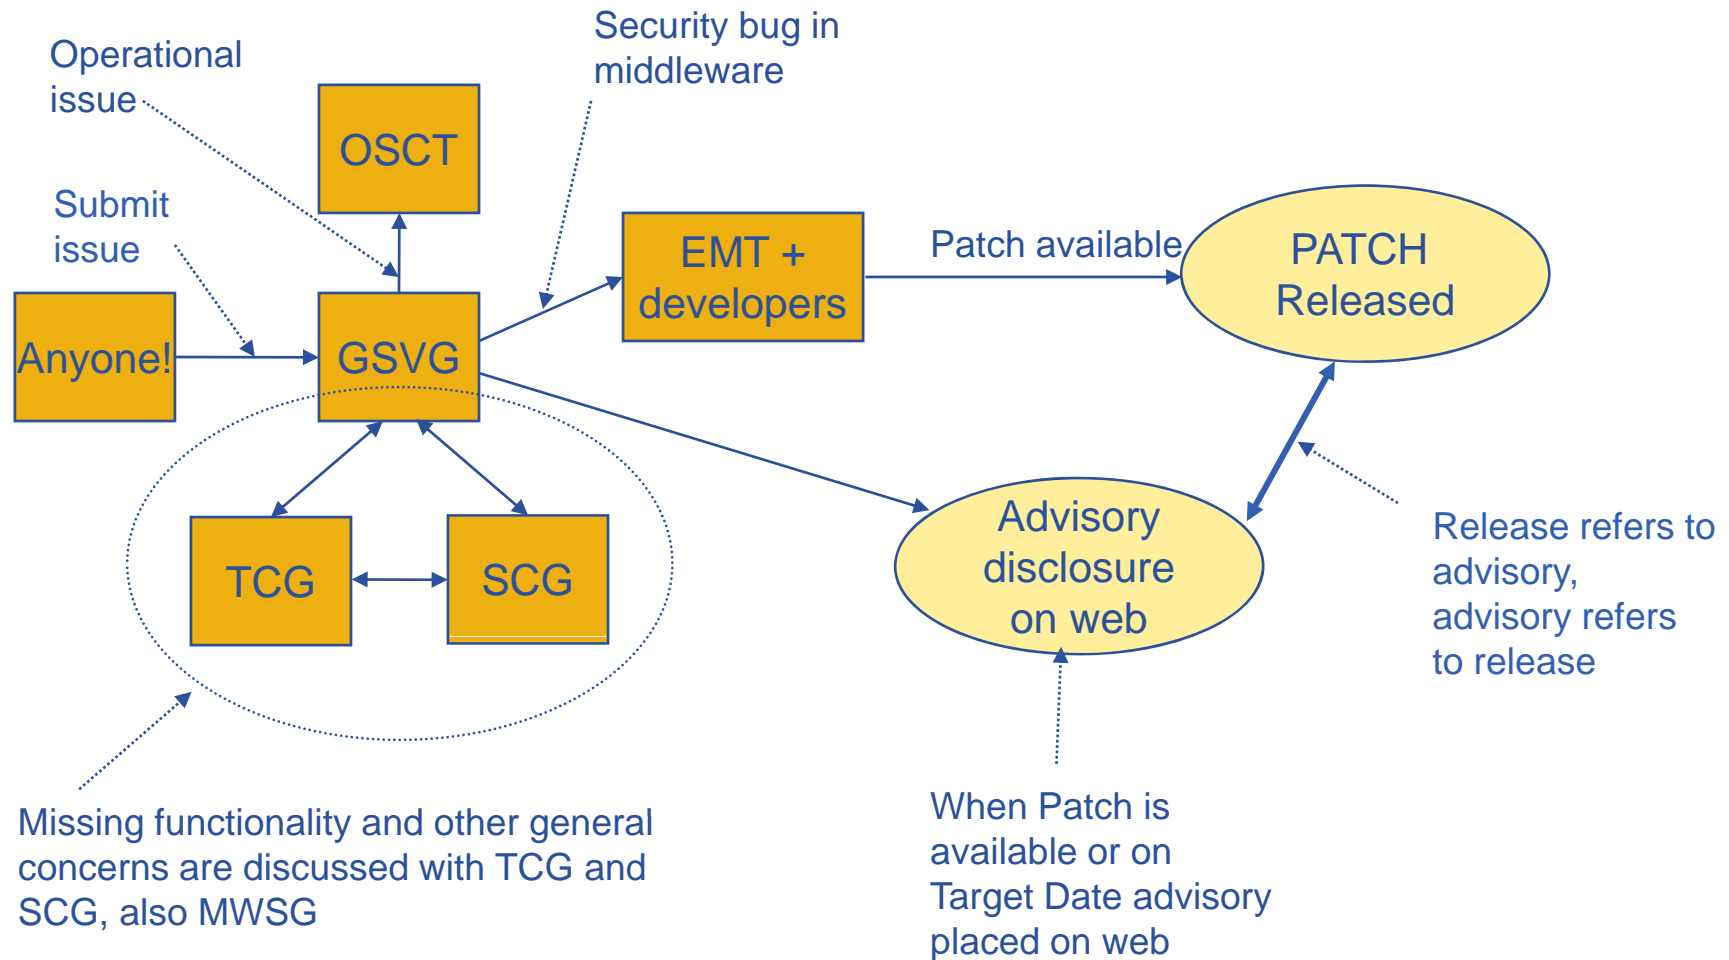 Security bug in
middleware
Operational
issue
OSCT
Submit
issue
EMT +
developers
Patch available
PATCH
Released
Anyone!
GSVG
TCG
SCG
Advisory
disclosure
on web
Release refers to
advisory,
advisory refers
to release
Missing functionality and other general
concerns are discussed with TCG and
SCG, also MWSG
When Patch is
available or on
Target Date advisory
placed on web